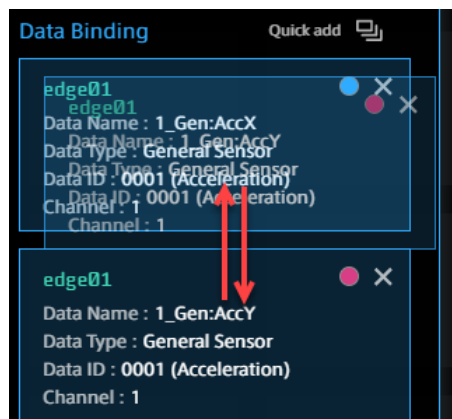 Data Binding
Quick add
edge01
Data Name : 1_Gen:AccX
Data Type : General Sensor
Data ID : 0001 (Acceleration)
Channel : 1
edge01
Data Name : 1_Gen:AccY
Data Type : General Sensor
Data ID : 0001 (Acceleration)
Channel : 1
edge01
Data Name : 1_Gen:AccY
Data Type : General Sensor
Data ID : 0001 (Acceleration)
Channel : 1